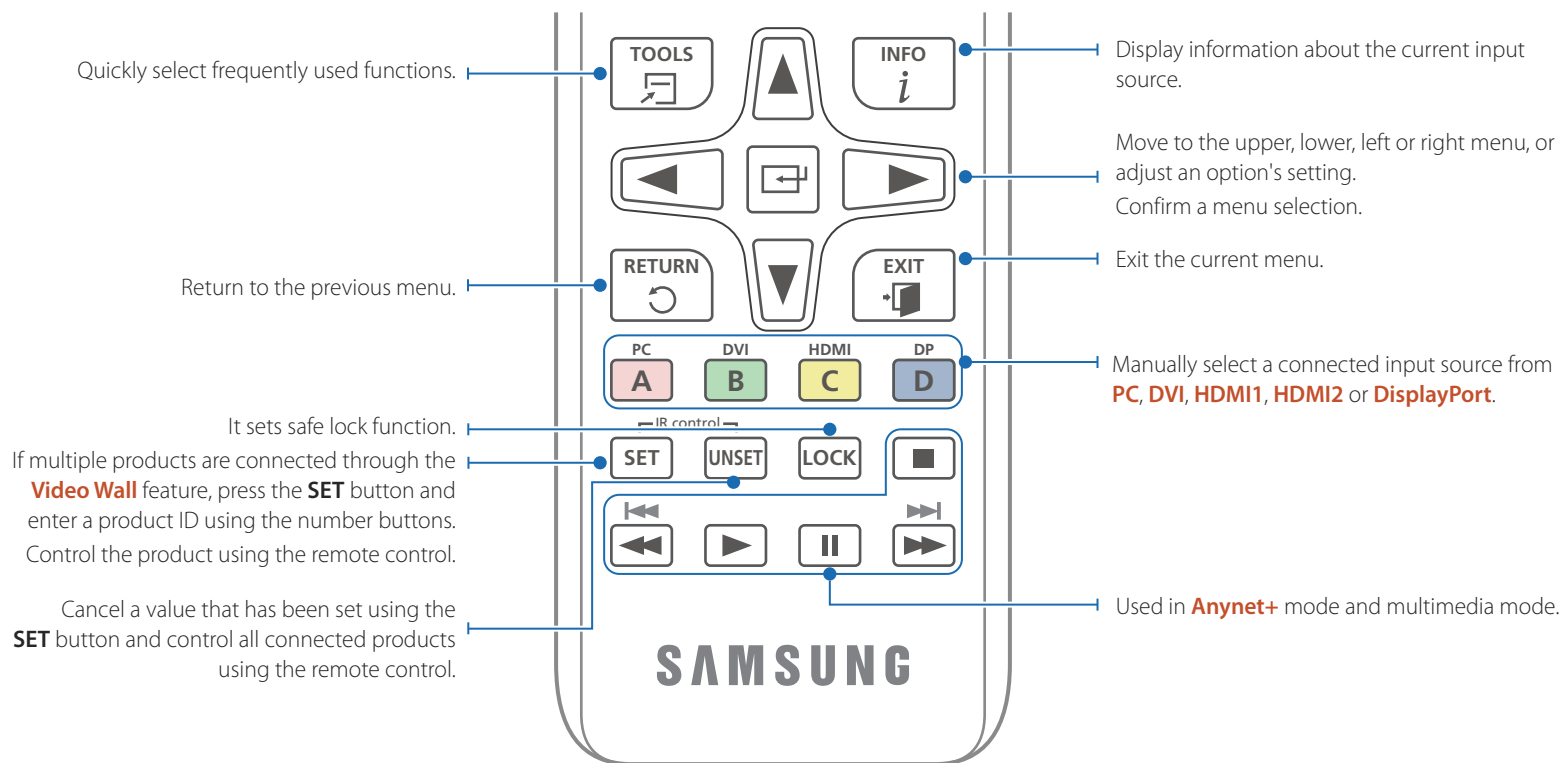 TOOLS
INFO
i
Quickly select frequently used functions.
Display information about the current input
source.
Move to the upper, lower, left or right menu, or
adjust an option's setting.
Confirm a menu selection.
RETURN
EXIT
Return to the previous menu.
Exit the current menu.
PC
DVI
HDMI
DP
A
B
C
D
Manually select a connected input source from
PC, DVI, HDMI1, HDMI2 or DisplayPort.
It sets safe lock function.
IR control
SET
UNSET
LOCK
If multiple products are connected through the
Video Wall feature, press the SET button and
enter a product ID using the number buttons.
Control the product using the remote control.
Cancel a value that has been set using the
SET button and control all connected products
using the remote control.
Used in Anynet+ mode and multimedia mode.
SAMSUNG